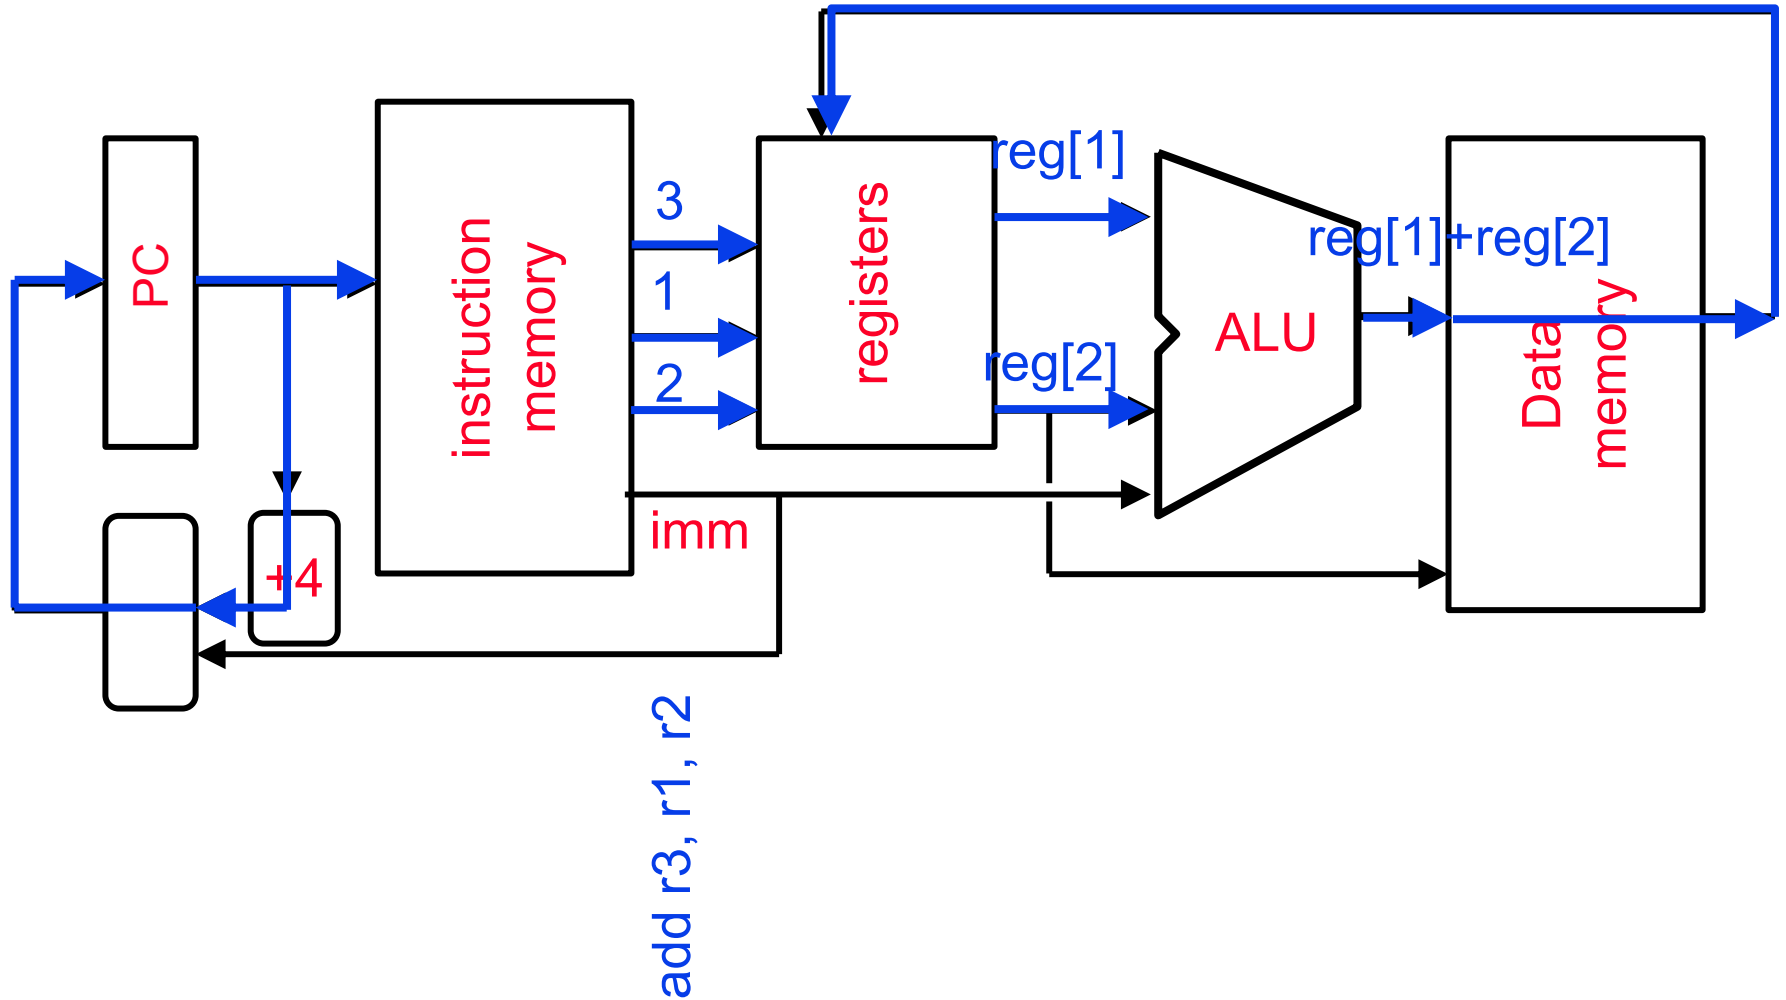 PC
+4
instruction
memory
3
1
2
imm
registers
reg[1]
reg[2]
ALU
reg[1]+reg[2]
Data
memory
add r3, r1, r2